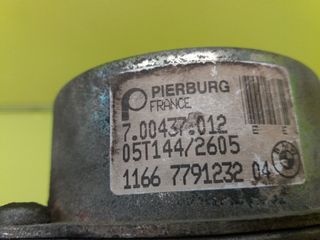 PIERBURG
FRANCE
7.00437.012
E E
05T144/2605
1166 7791232 04